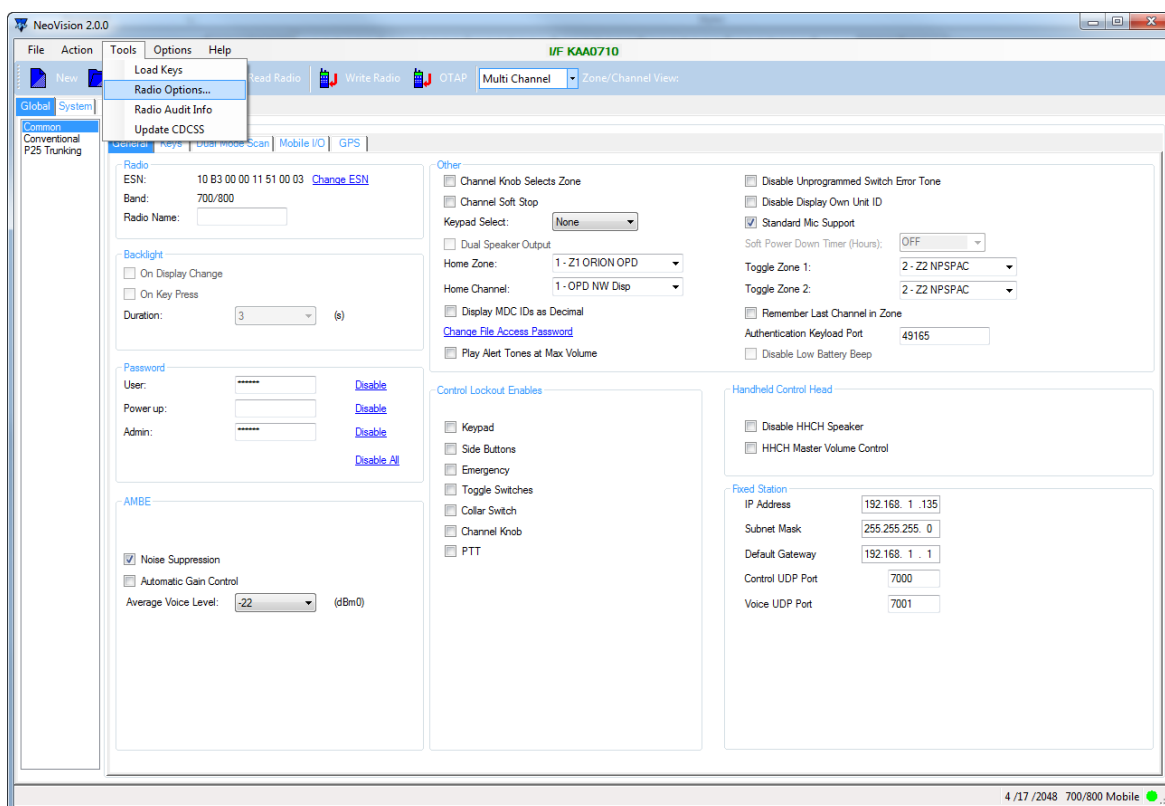 NeoVision 2.0.0
File Action Tools Options Help
I/F KAA0710
New
Read Radio
Write Radio
OTAP
Multi Channel
Zone/Channel View:
Load Keys
Radio Options...
Radio Audit Info
Update CDCSS
Global System
Common
Conventional
P25 Trunking
General Keys Dual Mode Scan Mobile I/O GPS
Radio
ESN: 10 B3 00 00 11 51 00 03 Change ESN
Band: 700/800
Radio Name:
Backlight
On Display Change
On Key Press
Duration: 3 (s)
Password
User: ****** Disable
Power up: Disable
Admin: ****** Disable
Disable All
AMBE
Noise Suppression
Automatic Gain Control
Average Voice Level: -22 (dBm0)
Other
Channel Knob Selects Zone
Channel Soft Stop
Keypad Select: None
Dual Speaker Output
Home Zone: 1 - Z1 ORION OPD
Home Channel: 1 - OPD NW Disp
Display MDC IDs as Decimal
Change File Access Password
Play Alert Tones at Max Volume
Disable Unprogrammed Switch Error Tone
Disable Display Own Unit ID
Standard Mic Support
Soft Power Down Timer (Hours): OFF
Toggle Zone 1: 2 - Z2 NPSPAC
Toggle Zone 2: 2 - Z2 NPSPAC
Remember Last Channel in Zone
Authentication Keyload Port 49165
Disable Low Battery Beep
Control Lockout Enables
Keypad
Side Buttons
Emergency
Toggle Switches
Collar Switch
Channel Knob
PTT
Handheld Control Head
Disable HHCH Speaker
HHCH Master Volume Control
Fixed Station
IP Address 192.168. 1 .135
Subnet Mask 255.255.255. 0
Default Gateway 192.168. 1 . 1
Control UDP Port 7000
Voice UDP Port 7001
4 /17 /2048 700/800 Mobile